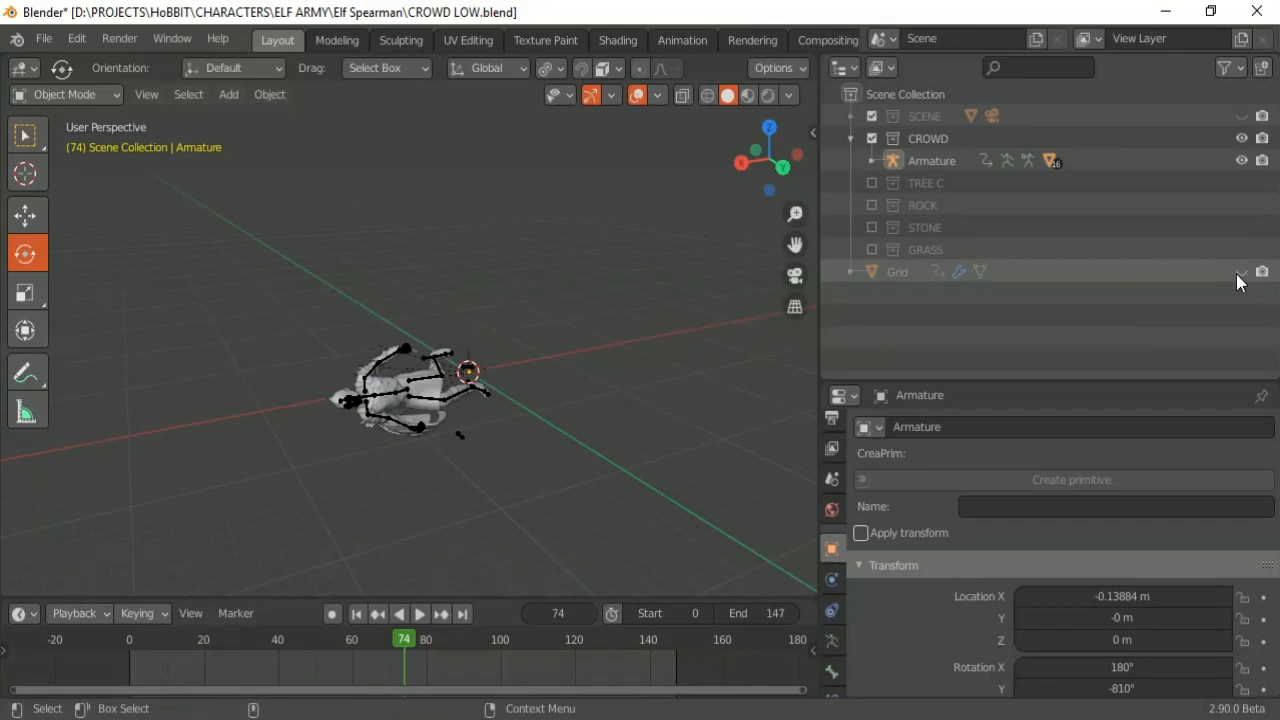 Blender* [D:\PROJECTS\HoBBIT\CHARACTERS\ELF ARMY\Elf Spearman\CROWD LOW.blend]
File Edit Render Window Help Layout Modeling Sculpting UV Editing Texture Paint Shading Animation Rendering Compositing Scene View Layer
Orientation: Default Drag: Select Box Global Options
Object Mode View Select Add Object
Scene Collection
SCENE
CROWD
Armature 16
TREE C
ROCK
STONE
GRASS
Grid
User Perspective
(74) Scene Collection | Armature
Z
X
Y
Armature
Armature
CreaPrim:
Create primitive
Name:
Apply transform
Transform
Location X -0.13884 m
Y -0 m
Z 0 m
Rotation X 180°
Y -810°
Playback Keying View Marker 74 Start 0 End 147
-20 0 20 40 60 74 80 100 120 140 160 180
Select Box Select Context Menu 2.90.0 Beta